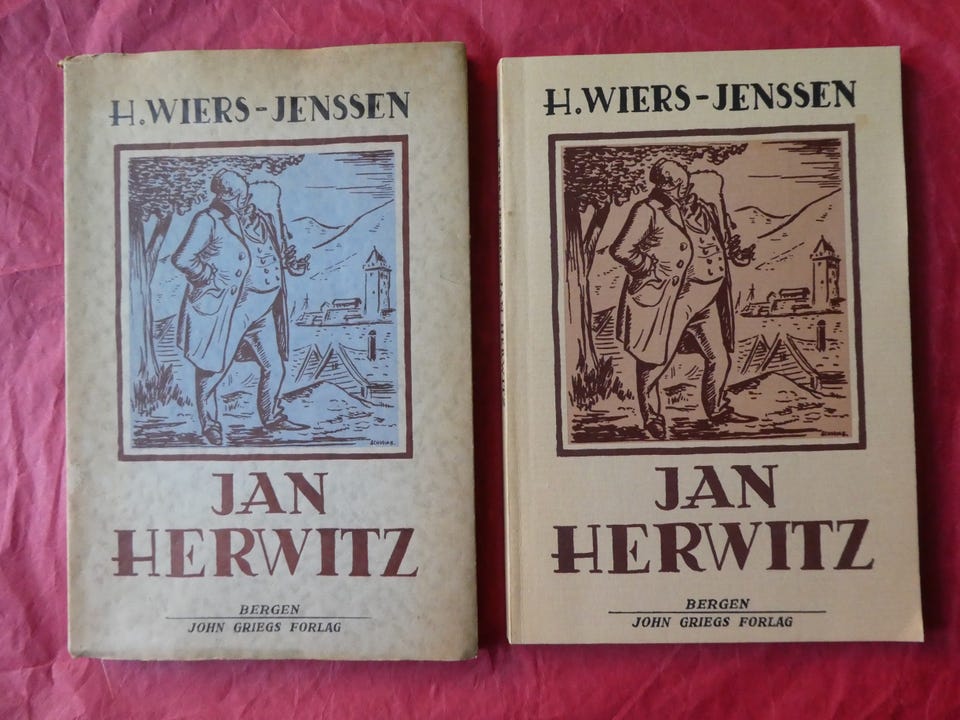 H. WIERS-JENSSEN
JAN
HERWITZ
BERGEN
JOHN GRIEGS FORLAG
H. WIERS-JENSSEN
JAN
HERWITZ
BERGEN
JOHN GRIEGS FORLAG